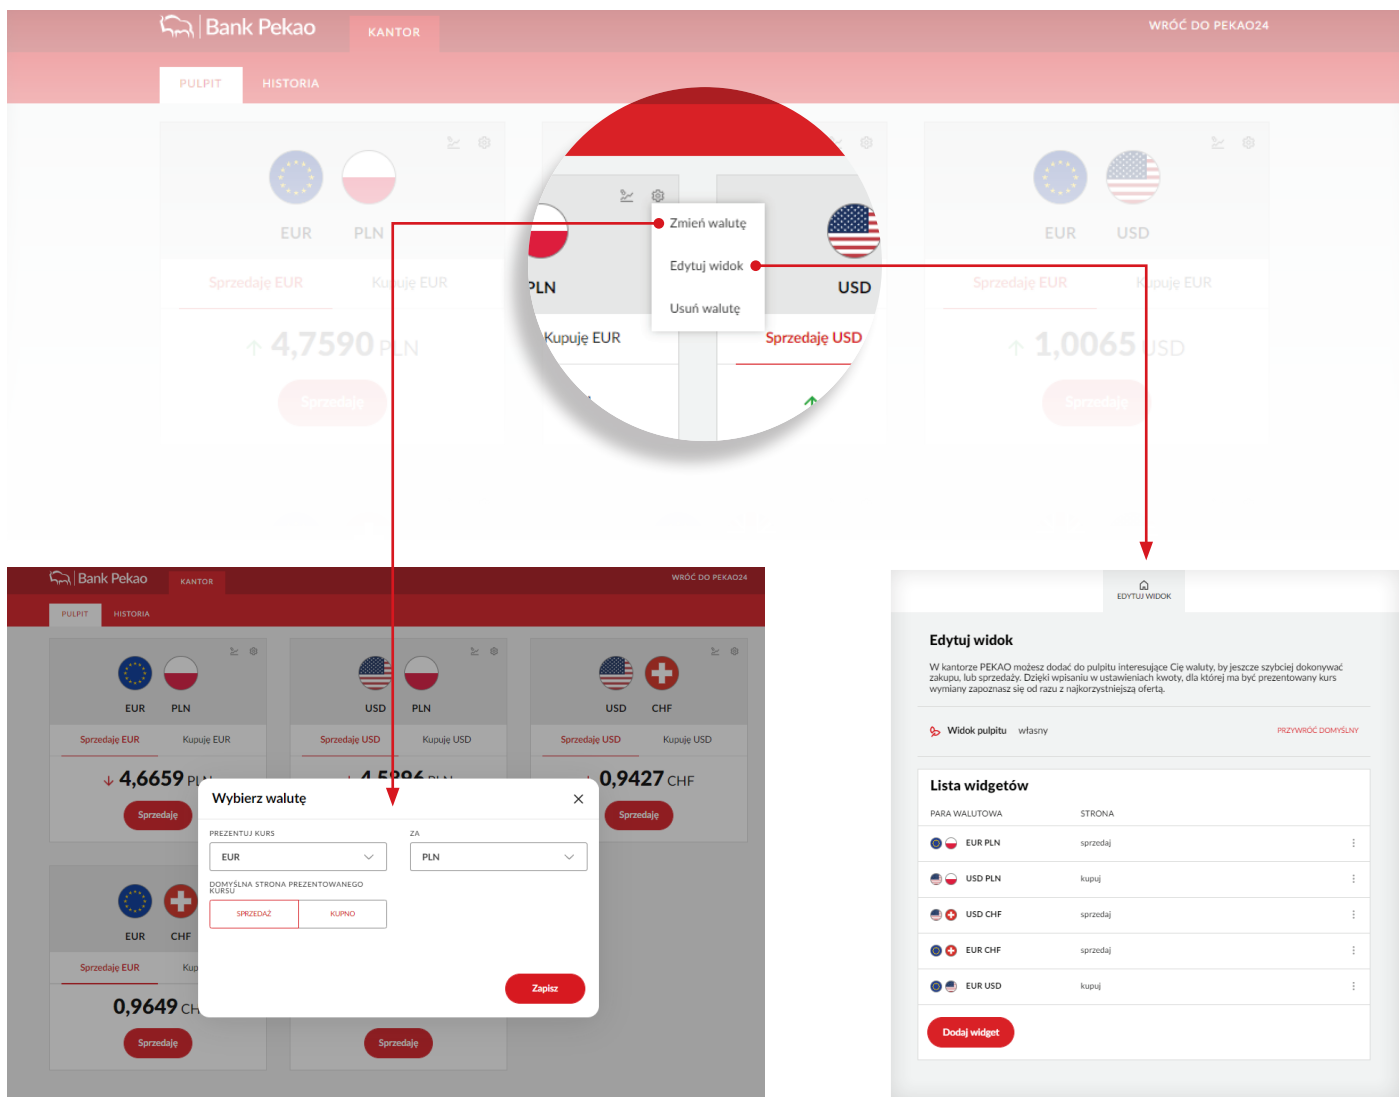 Bank Pekao
KANTOR
WRÓĆ DO PEKAO24
PULPIT
HISTORIA
EUR
PLN
Sprzedaję EUR
Kupuję EUR
4,7590 PLN
Sprzedaję
PLN
Kupuję EUR
Zmień walutę
Edytuj widok
Usuń walutę
USD
Sprzedaję USD
EUR
USD
Sprzedaję EUR
Kupuję EUR
1,0065 USD
Sprzedaję
Bank Pekao
KANTOR
WRÓĆ DO PEKAO24
PULPIT
HISTORIA
EUR
PLN
Sprzedaję EUR
Kupuję EUR
4,6659
Sprzedaję
USD
PLN
Sprzedaję USD
Kupuję USD
USD
CHF
Sprzedaję USD
Kupuję USD
0,9427 CHF
Sprzedaję
EUR
CHF
Sprzedaję EUR
Kup
0,9649 CH
Sprzedaję
Sprzedaję
Wybierz walutę
PREZENTUJ KURS
ZA
EUR
PLN
DOMYŚLNA STRONA PREZENTOWANEGO
KURSU
SPRZEDAŻ
KUPNO
Zapisz
EDYTUJ WIDOK
Edytuj widok
W kantorze PEKAO możesz dodać do pulpitu interesujące Cię waluty, by jeszcze szybciej dokonywać
zakupu, lub sprzedaży. Dzięki wpisaniu w ustawieniach kwoty, dla której ma być prezentowany kurs
wymiany zapoznasz się od razu z najkorzystniejszą ofertą.
Widok pulpitu własny
PRZYWRÓĆ DOMYŚLNY
Lista widgetów
PARA WALUTOWA
STRONA
EUR PLN
sprzedaj
USD PLN
kupuj
USD CHF
sprzedaj
EUR CHF
sprzedaj
EUR USD
kupuj
Dodaj widget